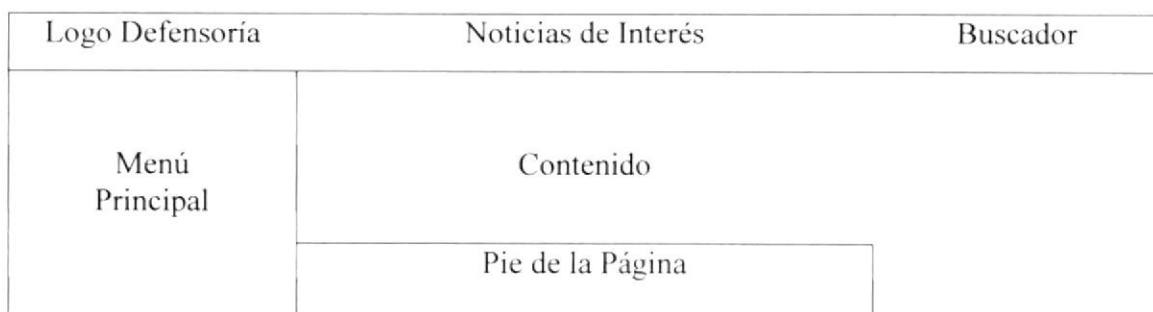 Logo Defensoría Noticias de Interés Buscador
Menú
Principal
Contenido
Pie de la Página